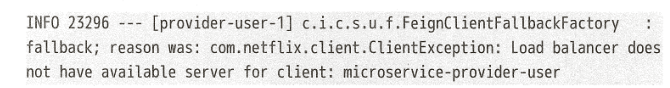 INFO 23296 --- [provider-user-1] c.i.c.s.u.f.FeignClientFallbackFactory :
fallback; reason was: com.netflix.client.ClientException: Load balancer does
not have available server for client: microservice-provider-user